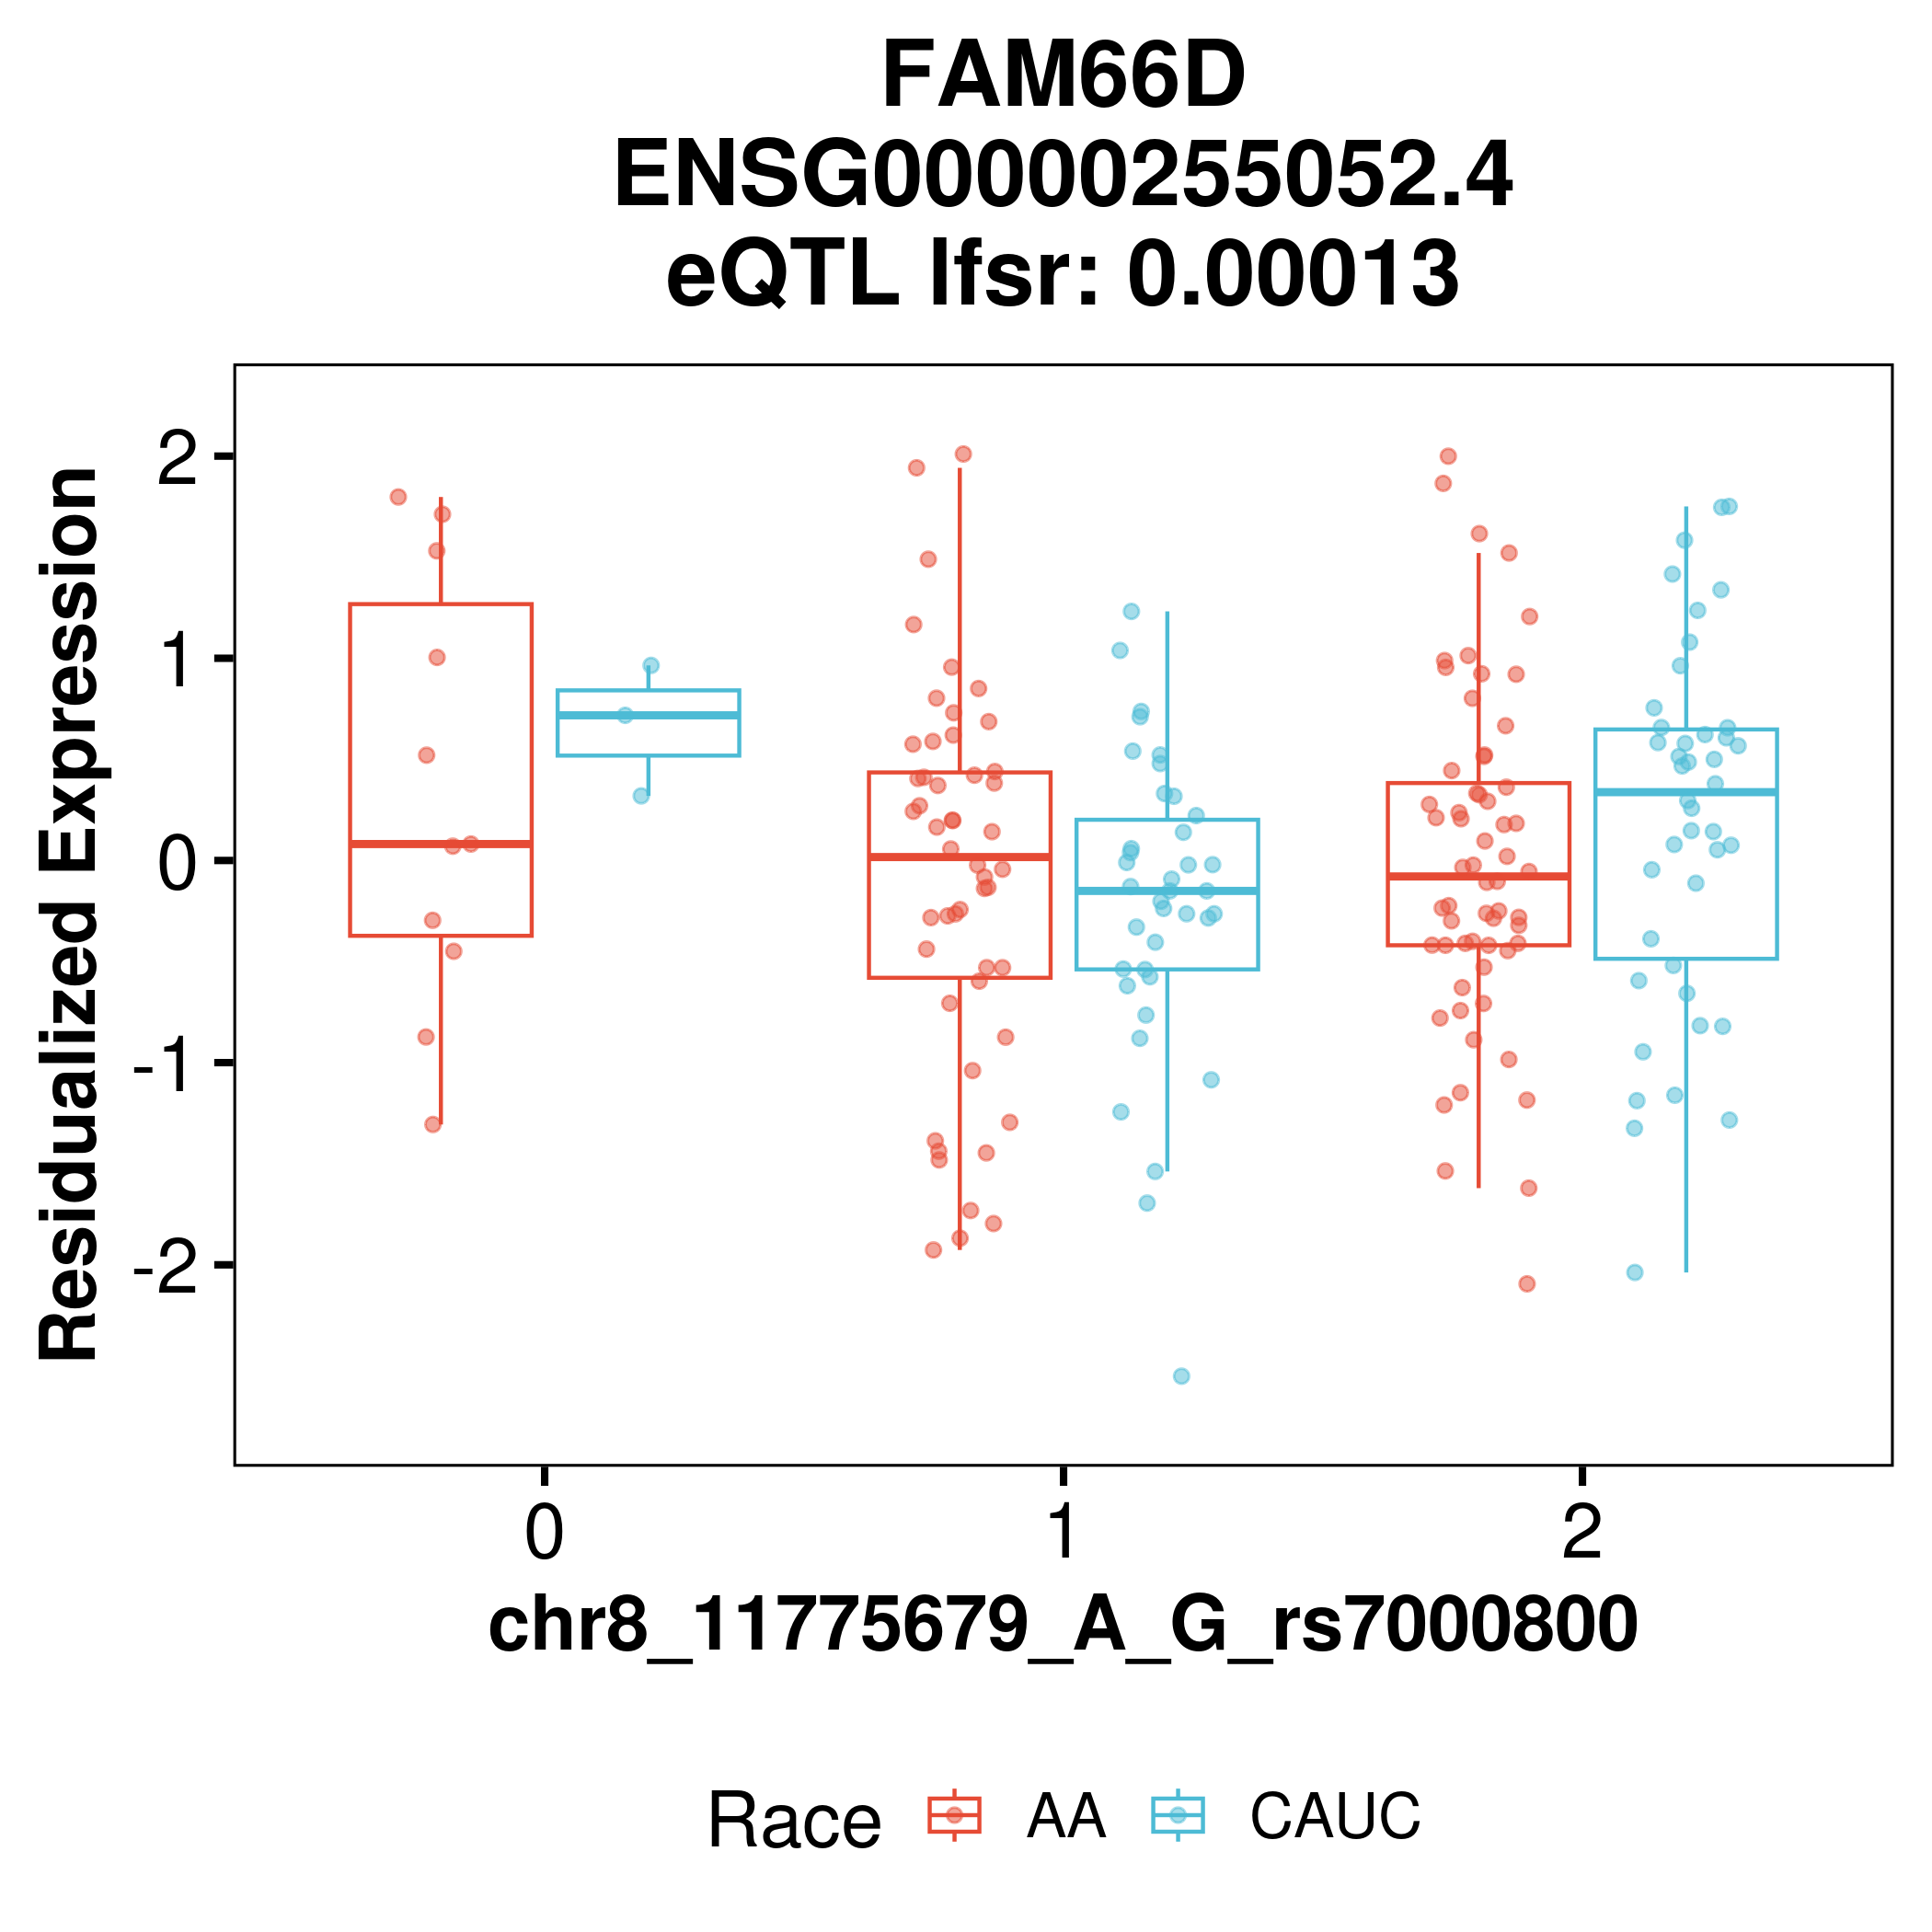 FAM66D
ENSG00000255052.4
eQTL lfsr: 0.00013
Residualized Expression
2
1
0
-1
-2
0 1 2
chr8_11775679_A_G_rs7000800
Race AA CAUC